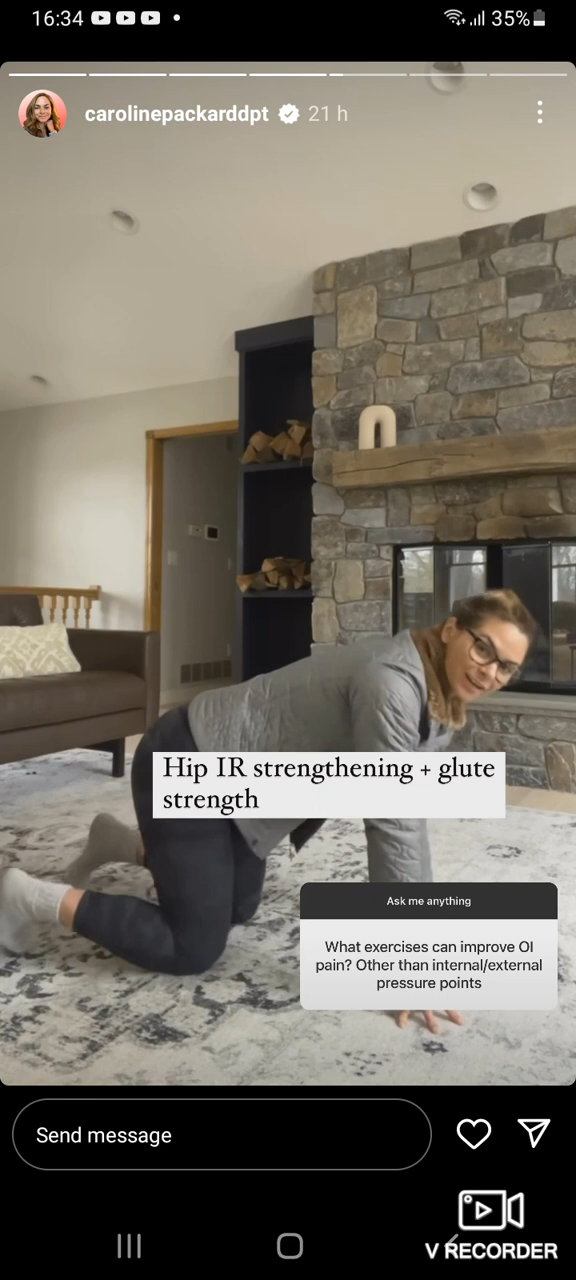 16:34
35%
carolinepackarddpt 21 h
Hip IR strengthening + glute
strength
Ask me anything
What exercises can improve OI
pain? Other than internal/external
pressure points
Send message
V RECORDER